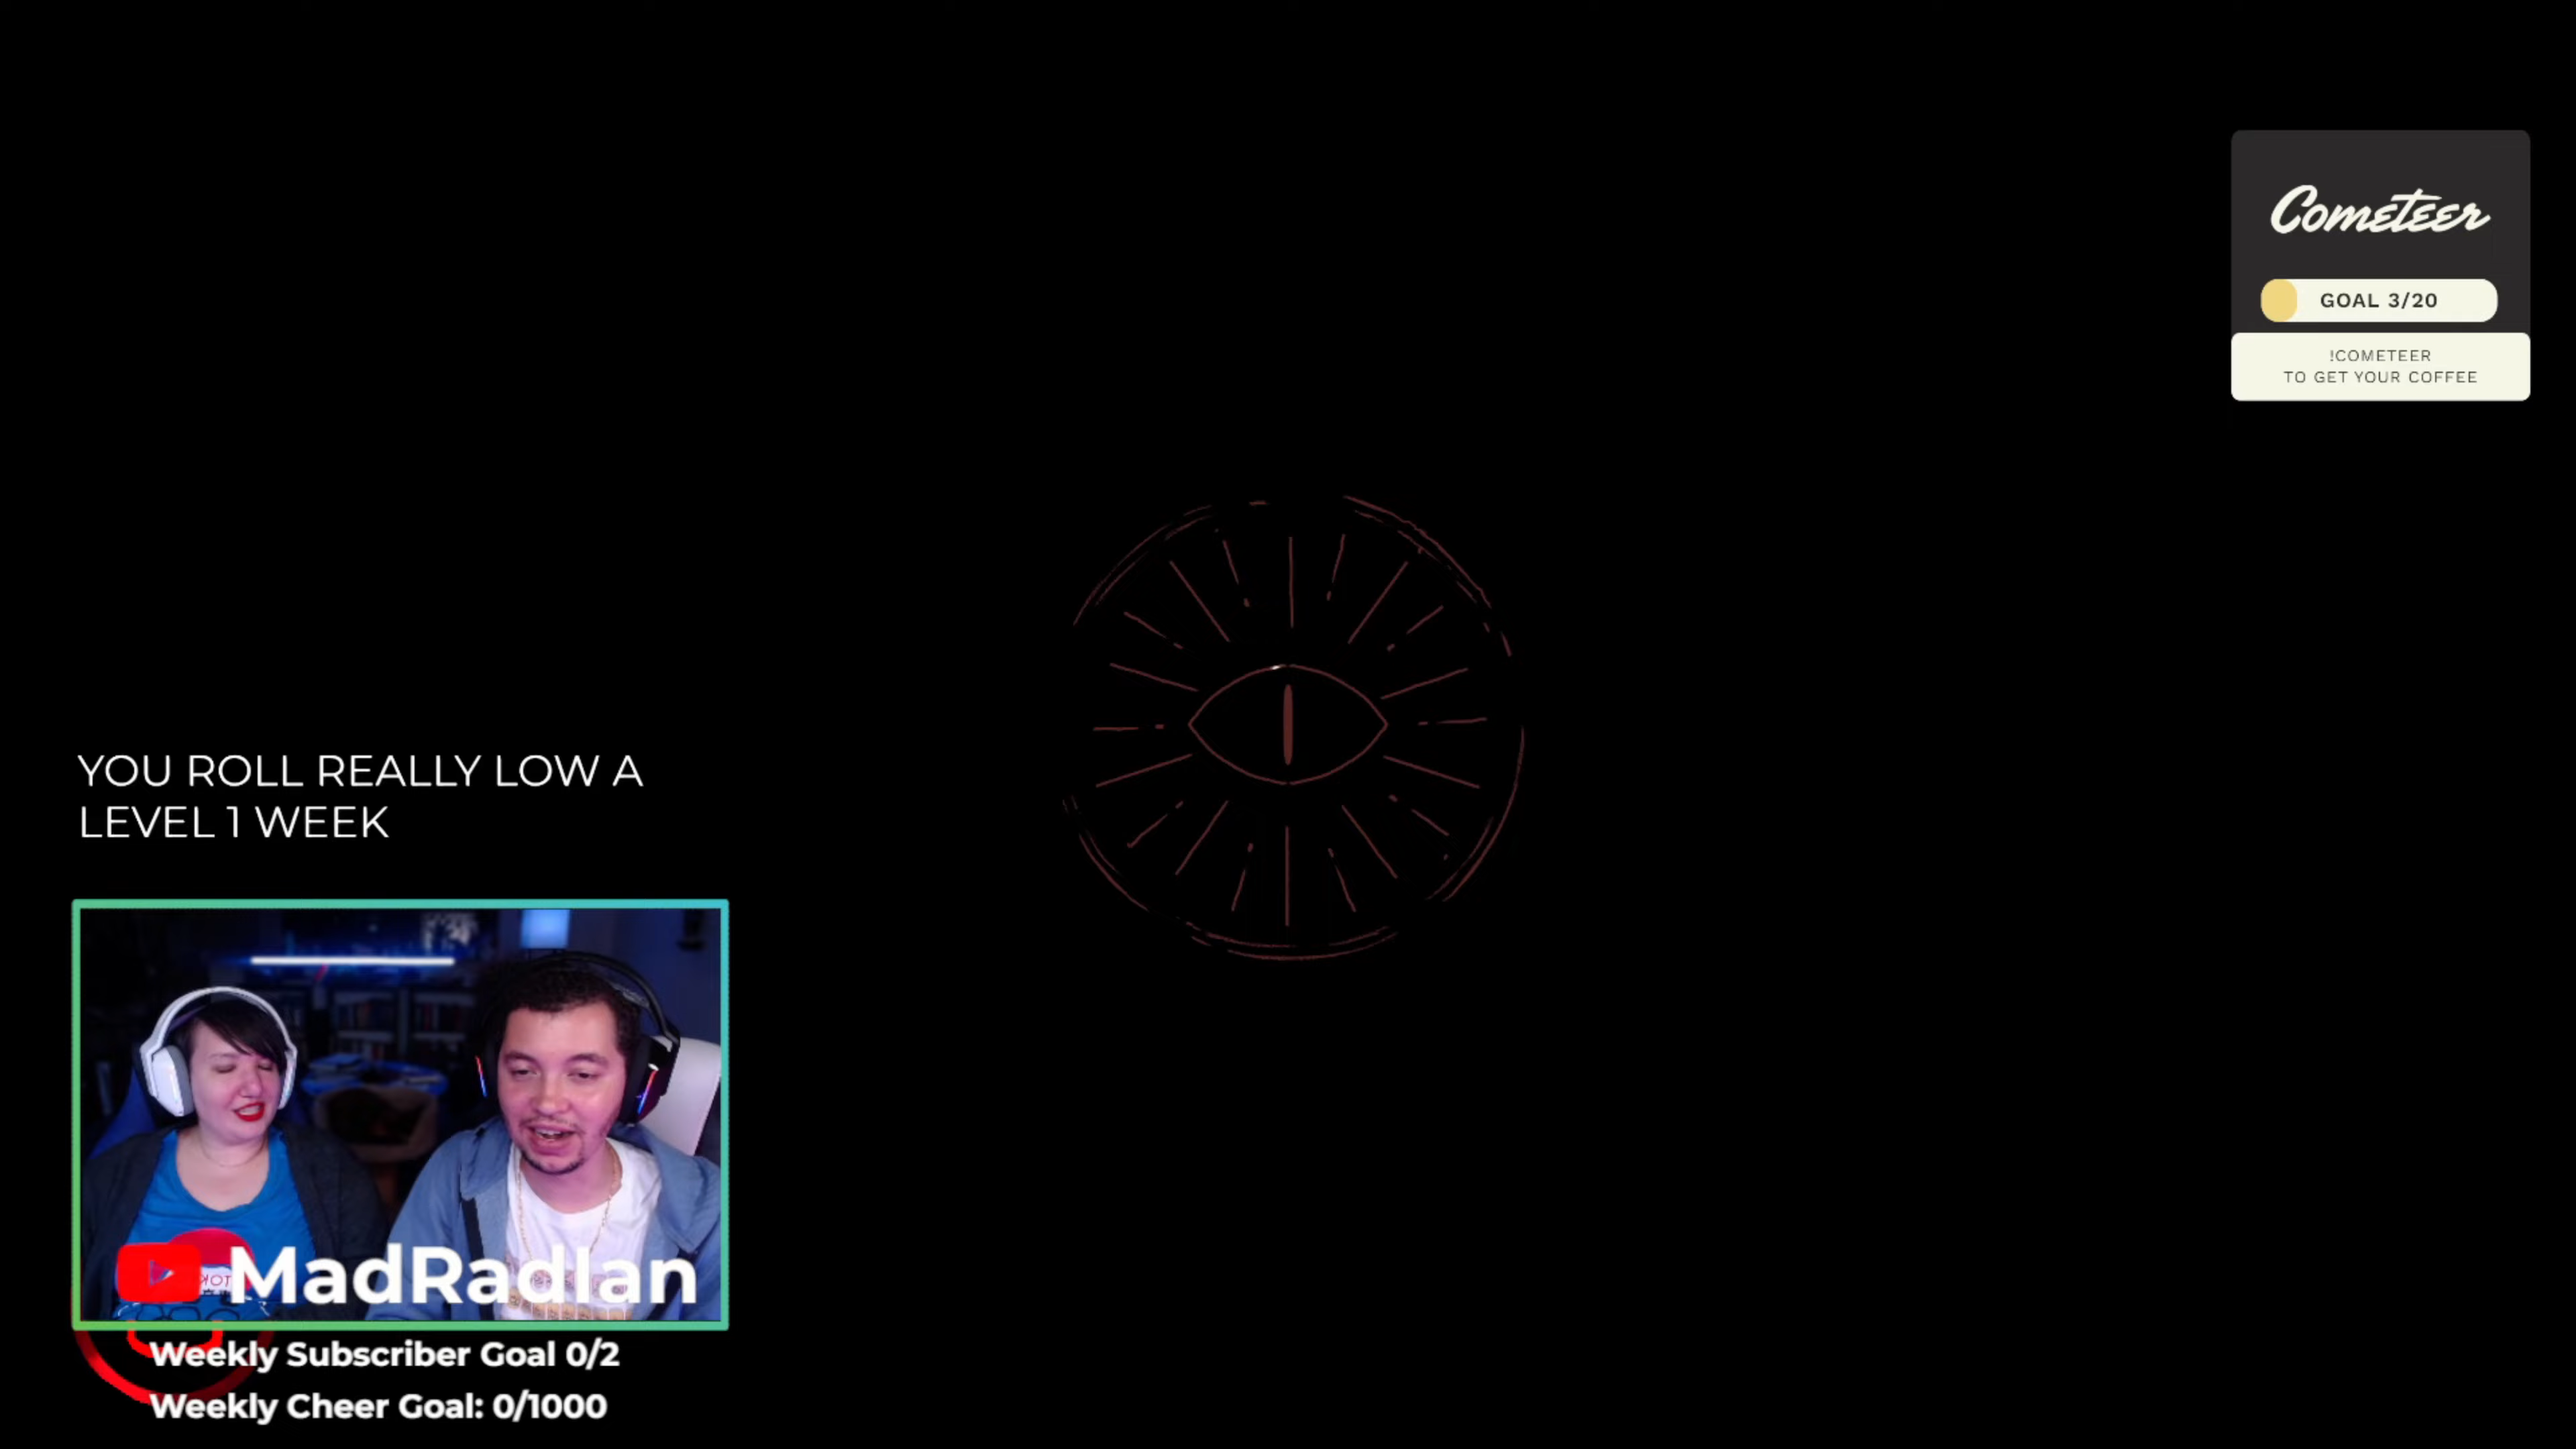 Cometeer
GOAL 3/20
!COMETEER
TO GET YOUR COFFEE
YOU ROLL REALLY LOW A
LEVEL 1 WEEK
MadRadIan
Weekly Subscriber Goal 0/2
Weekly Cheer Goal: 0/1000